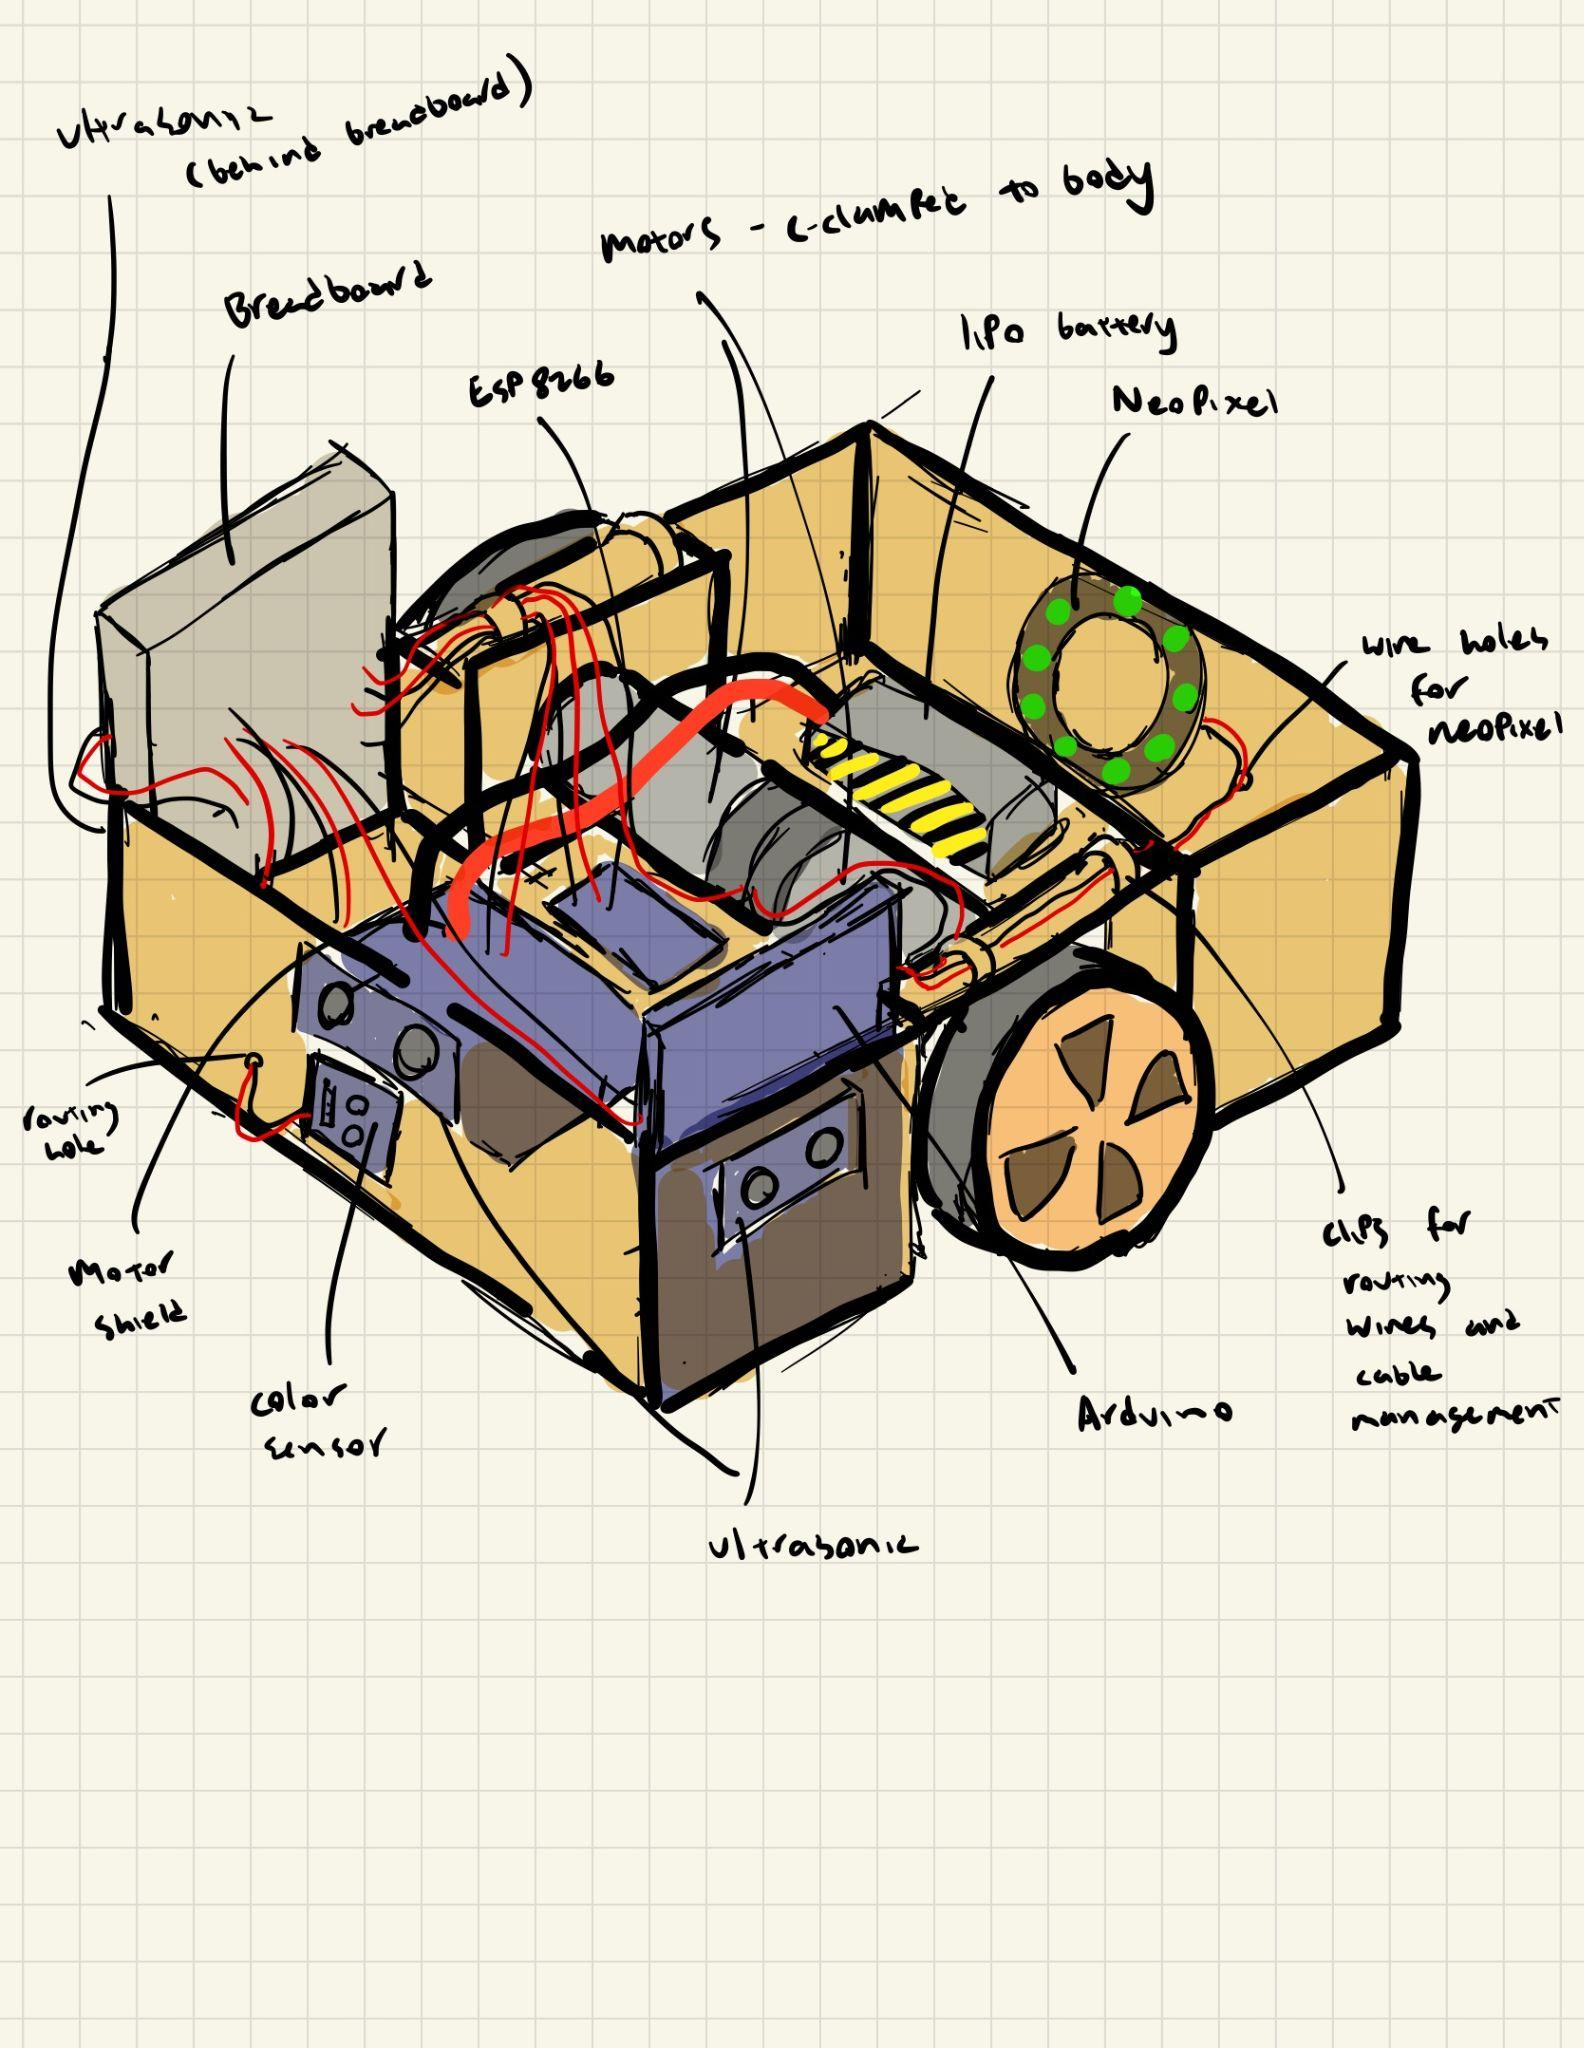 ultrasonic
(behind breadboard)
motors - c-clamped to body
Breadboard
lipo battery
ESP8266
NeoPixel
wire holes
for
neoPixel
routing
hole
Motor
shield
clips for
routing
wires and
cable
management
color
sensor
Arduino
ultrasonic